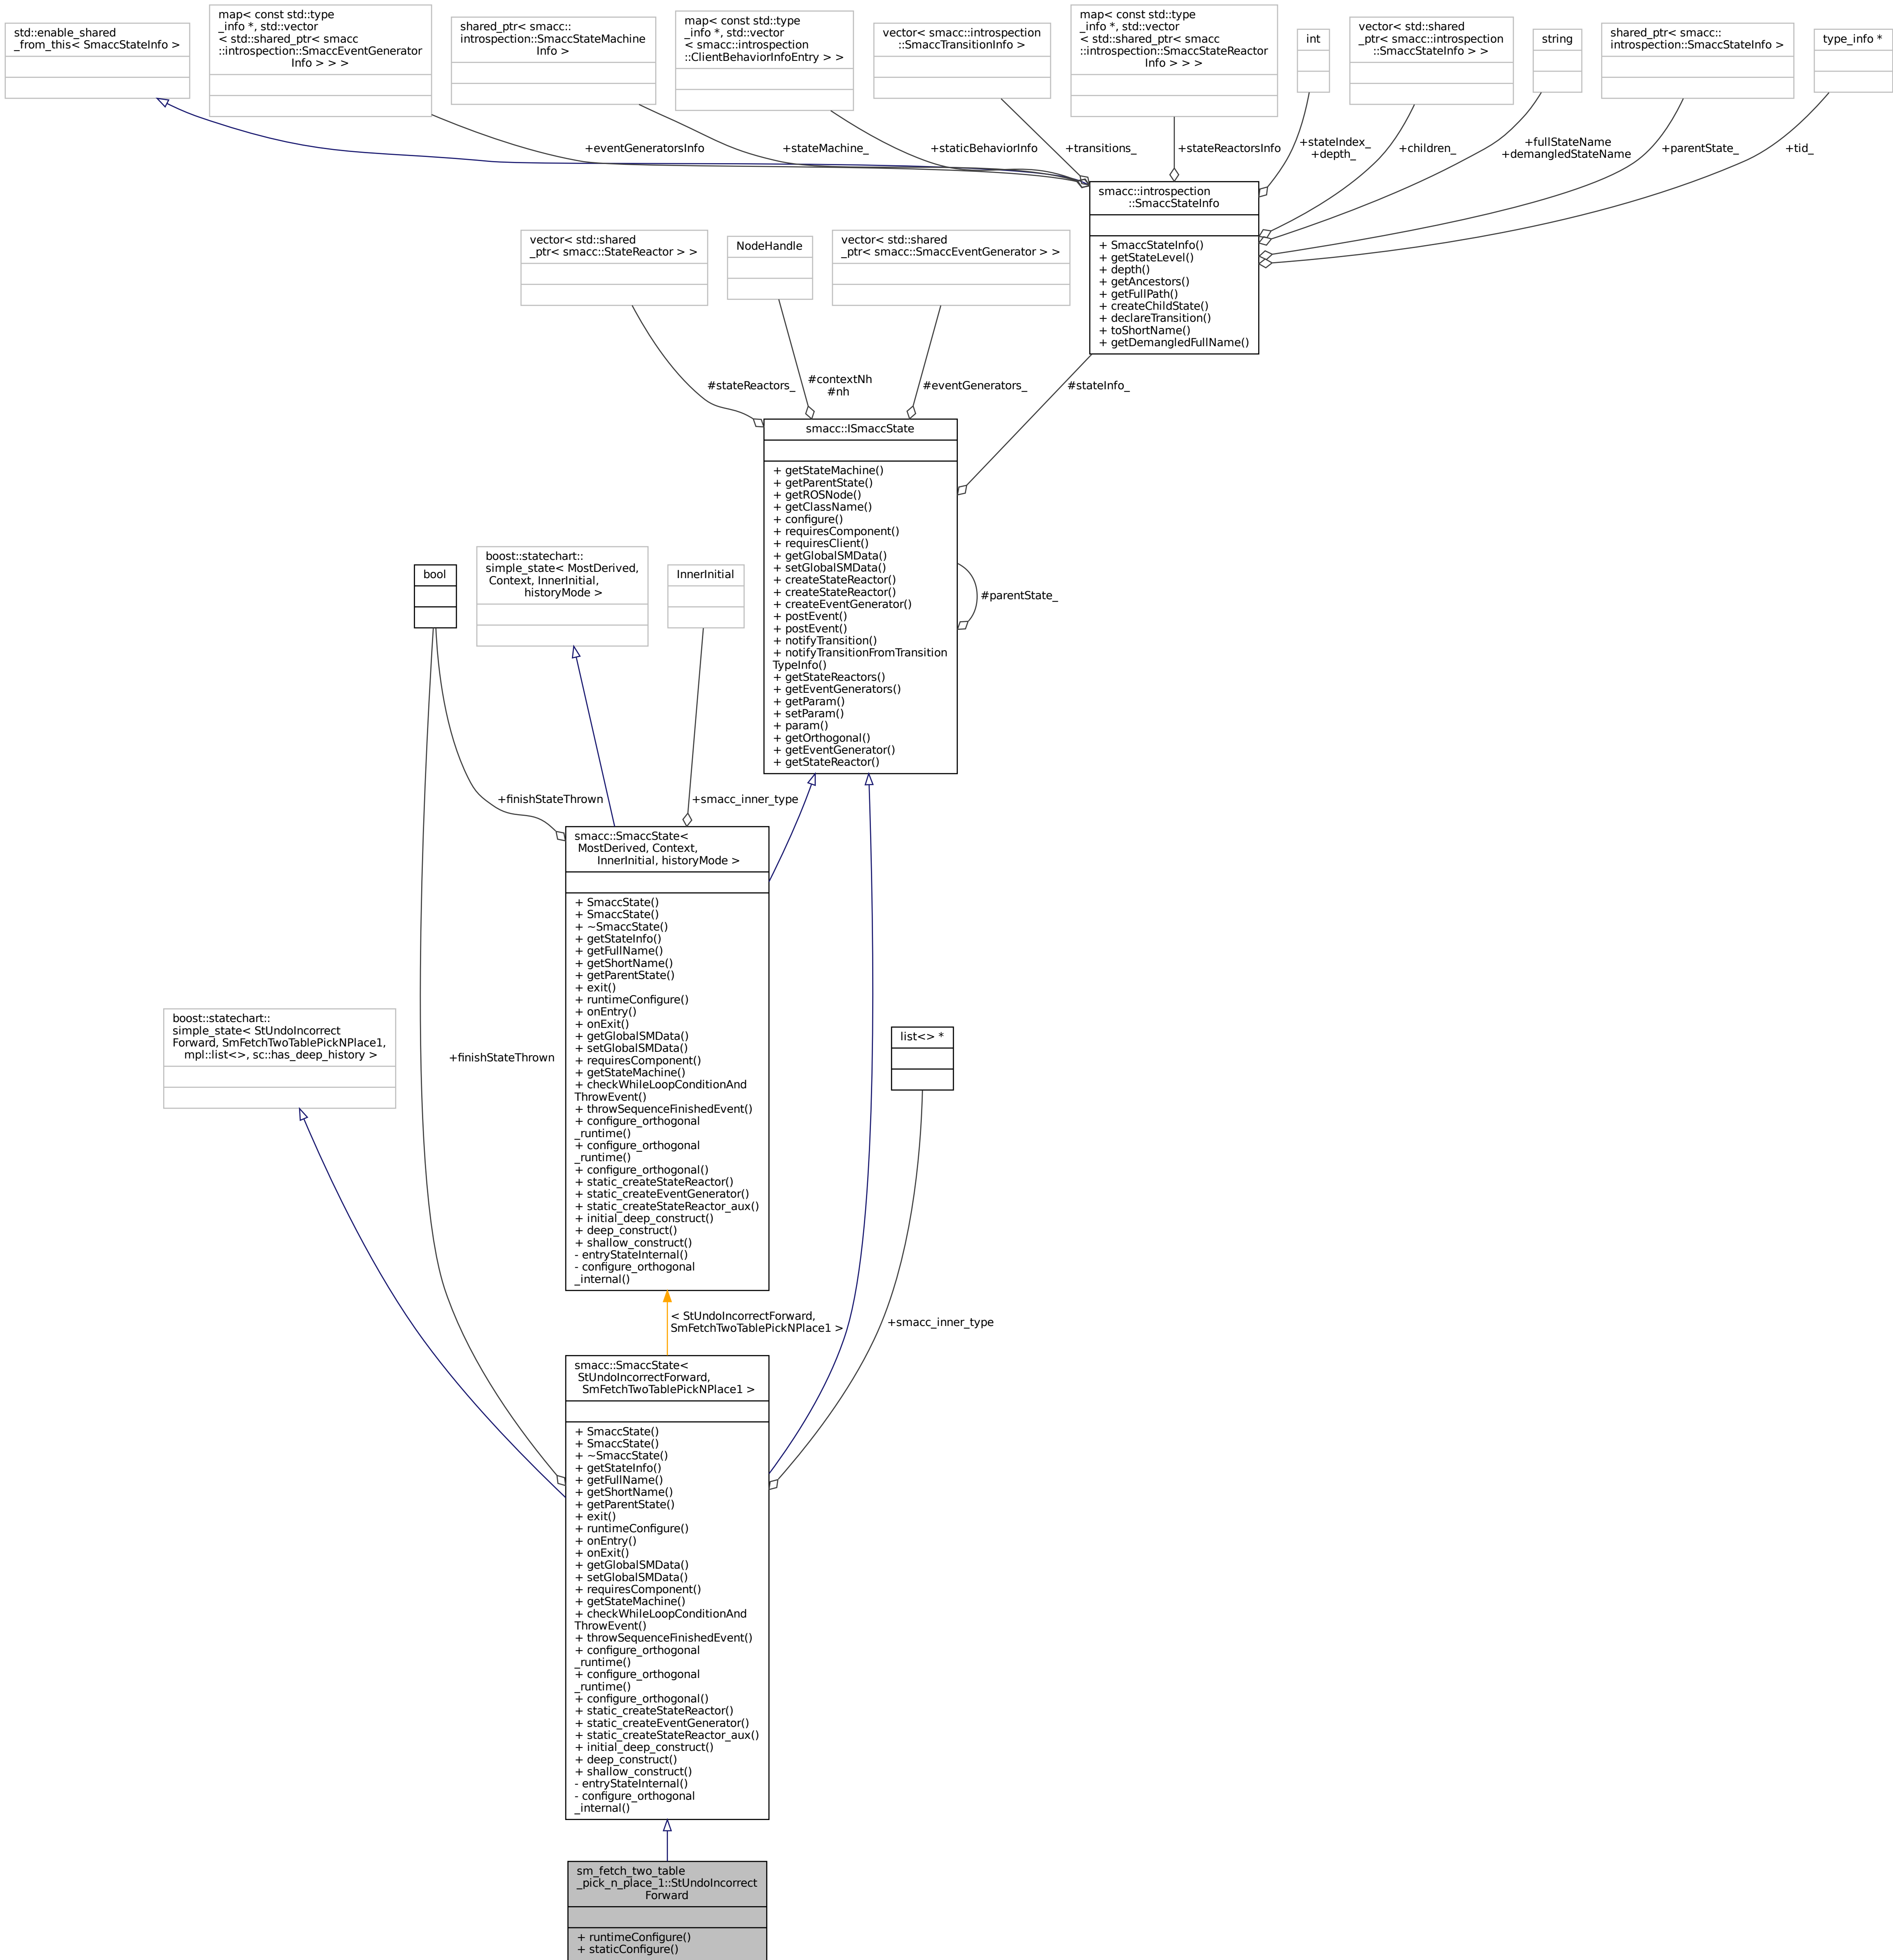 std::enable_shared
_from_this< SmaccStateInfo >
map< const std::type
_info *, std::vector
< std::shared_ptr< smacc
::introspection::SmaccEventGenerator
Info > > >
shared_ptr< smacc::
introspection::SmaccStateMachine
Info >
map< const std::type
_info *, std::vector
< smacc::introspection
::ClientBehaviorInfoEntry > >
vector< smacc::introspection
::SmaccTransitionInfo >
map< const std::type
_info *, std::vector
< std::shared_ptr< smacc
::introspection::SmaccStateReactor
Info > > >
int
vector< std::shared
_ptr< smacc::introspection
::SmaccStateInfo > >
string
shared_ptr< smacc::
introspection::SmaccStateInfo >
type_info *
+eventGeneratorsInfo
+stateMachine_
+staticBehaviorInfo
+transitions_
+stateReactorsInfo
+stateIndex_
+depth_
+children_
+fullStateName
+demangledStateName
+parentState_
+tid_
smacc::introspection
::SmaccStateInfo
+ SmaccStateInfo()
+ getStateLevel()
+ depth()
+ getAncestors()
+ getFullPath()
+ createChildState()
+ declareTransition()
+ toShortName()
+ getDemangledFullName()
vector< std::shared
_ptr< smacc::StateReactor > >
NodeHandle
vector< std::shared
_ptr< smacc::SmaccEventGenerator > >
#stateReactors_
#contextNh
#nh
#eventGenerators_
#stateInfo_
smacc::ISmaccState
+ getStateMachine()
+ getParentState()
+ getROSNode()
+ getClassName()
+ configure()
+ requiresComponent()
+ requiresClient()
+ getGlobalSMData()
+ setGlobalSMData()
+ createStateReactor()
+ createStateReactor()
+ createEventGenerator()
+ postEvent()
+ postEvent()
+ notifyTransition()
+ notifyTransitionFromTransition
TypeInfo()
+ getStateReactors()
+ getEventGenerators()
+ getParam()
+ setParam()
+ param()
+ getOrthogonal()
+ getEventGenerator()
+ getStateReactor()
#parentState_
bool
boost::statechart::
simple_state< MostDerived,
Context, InnerInitial,
historyMode >
InnerInitial
+finishStateThrown
+smacc_inner_type
smacc::SmaccState<
MostDerived, Context,
InnerInitial, historyMode >
+ SmaccState()
+ SmaccState()
+ ~SmaccState()
+ getStateInfo()
+ getFullName()
+ getShortName()
+ getParentState()
+ exit()
+ runtimeConfigure()
+ onEntry()
+ onExit()
+ getGlobalSMData()
+ setGlobalSMData()
+ requiresComponent()
+ getStateMachine()
+ checkWhileLoopConditionAnd
ThrowEvent()
+ throwSequenceFinishedEvent()
+ configure_orthogonal
_runtime()
+ configure_orthogonal
_runtime()
+ configure_orthogonal()
+ static_createStateReactor()
+ static_createEventGenerator()
+ static_createStateReactor_aux()
+ initial_deep_construct()
+ deep_construct()
+ shallow_construct()
- entryStateInternal()
- configure_orthogonal
_internal()
boost::statechart::
simple_state< StUndoIncorrect
Forward, SmFetchTwoTablePickNPlace1,
mpl::list<>, sc::has_deep_history >
+finishStateThrown
list<> *
< StUndoIncorrectForward,
SmFetchTwoTablePickNPlace1 >
+smacc_inner_type
smacc::SmaccState<
StUndoIncorrectForward,
SmFetchTwoTablePickNPlace1 >
+ SmaccState()
+ SmaccState()
+ ~SmaccState()
+ getStateInfo()
+ getFullName()
+ getShortName()
+ getParentState()
+ exit()
+ runtimeConfigure()
+ onEntry()
+ onExit()
+ getGlobalSMData()
+ setGlobalSMData()
+ requiresComponent()
+ getStateMachine()
+ checkWhileLoopConditionAnd
ThrowEvent()
+ throwSequenceFinishedEvent()
+ configure_orthogonal
_runtime()
+ configure_orthogonal
_runtime()
+ configure_orthogonal()
+ static_createStateReactor()
+ static_createEventGenerator()
+ static_createStateReactor_aux()
+ initial_deep_construct()
+ deep_construct()
+ shallow_construct()
- entryStateInternal()
- configure_orthogonal
_internal()
sm_fetch_two_table
_pick_n_place_1::StUndoIncorrect
Forward
+ runtimeConfigure()
+ staticConfigure()